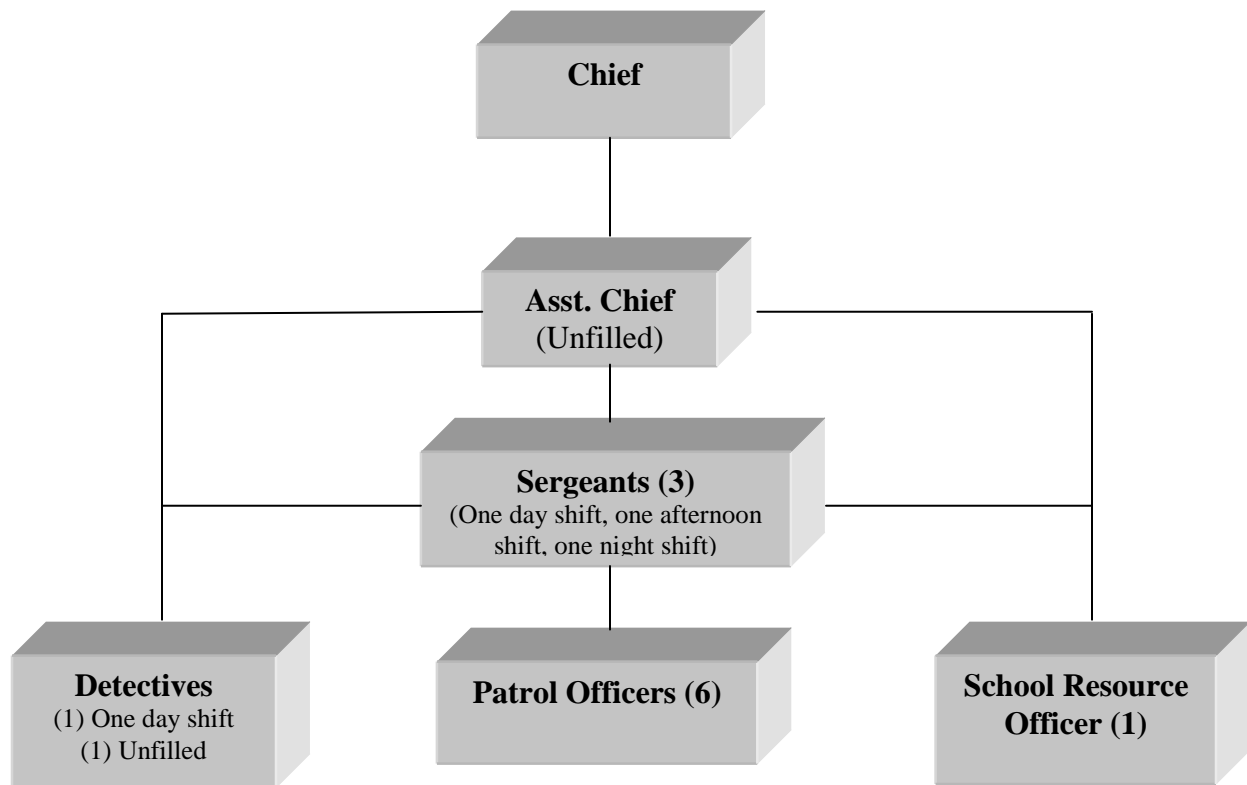 Chief
Asst. Chief
(Unfilled)
Sergeants (3)
(One day shift, one afternoon
shift, one night shift)
Detectives
(1) One day shift
(1) Unfilled
Patrol Officers (6)
School Resource
Officer (1)